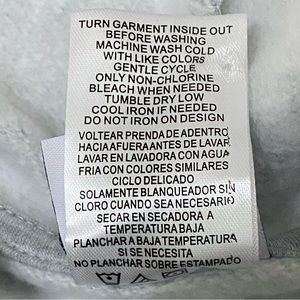 TURN GARMENT INSIDE OUT
BEFORE WASHING
MACHINE WASH COLD
WITH LIKE COLORS
GENTLE CYCLE
ONLY NON-CHLORINE
BLEACH WHEN NEEDED
TUMBLE DRY LOW
COOL IRON IF NEEDED
DO NOT IRON ON DESIGN
VOLTEAR PRENDA DE ADENTRO
HACIA AFUERA ANTES DE LAVAR
LAVAR EN LAVADORA CON AGUA
FRIA CON COLORES SIMILARES
CICLO DELICADO
SOLAMENTE BLANQUEADOR SIN
CLORO CUANDO SEA NECESARIO
SECAR EN SECADORA A
TEMPERATURA BAJA
PLANCHAR A BAJA TEMPERATURA
SI SE NECESITA
NO PLANCHAR SOBRE ESTAMPADO